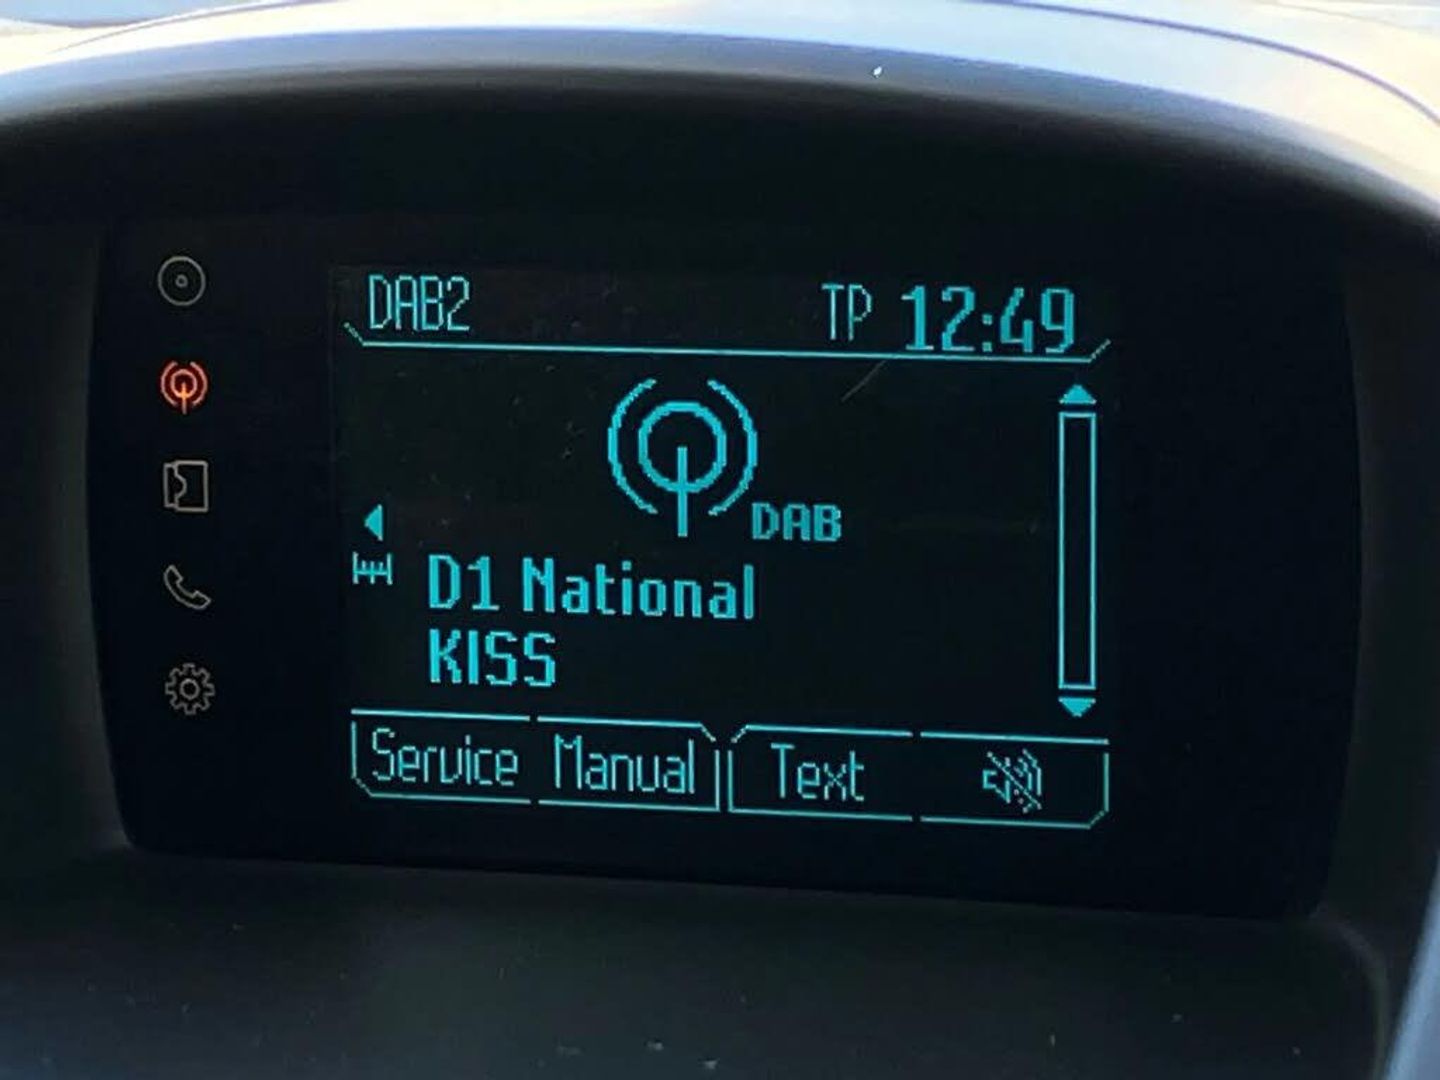 DAB2 TP 12:49
DAB
D1 National
KISS
Service Manual Text